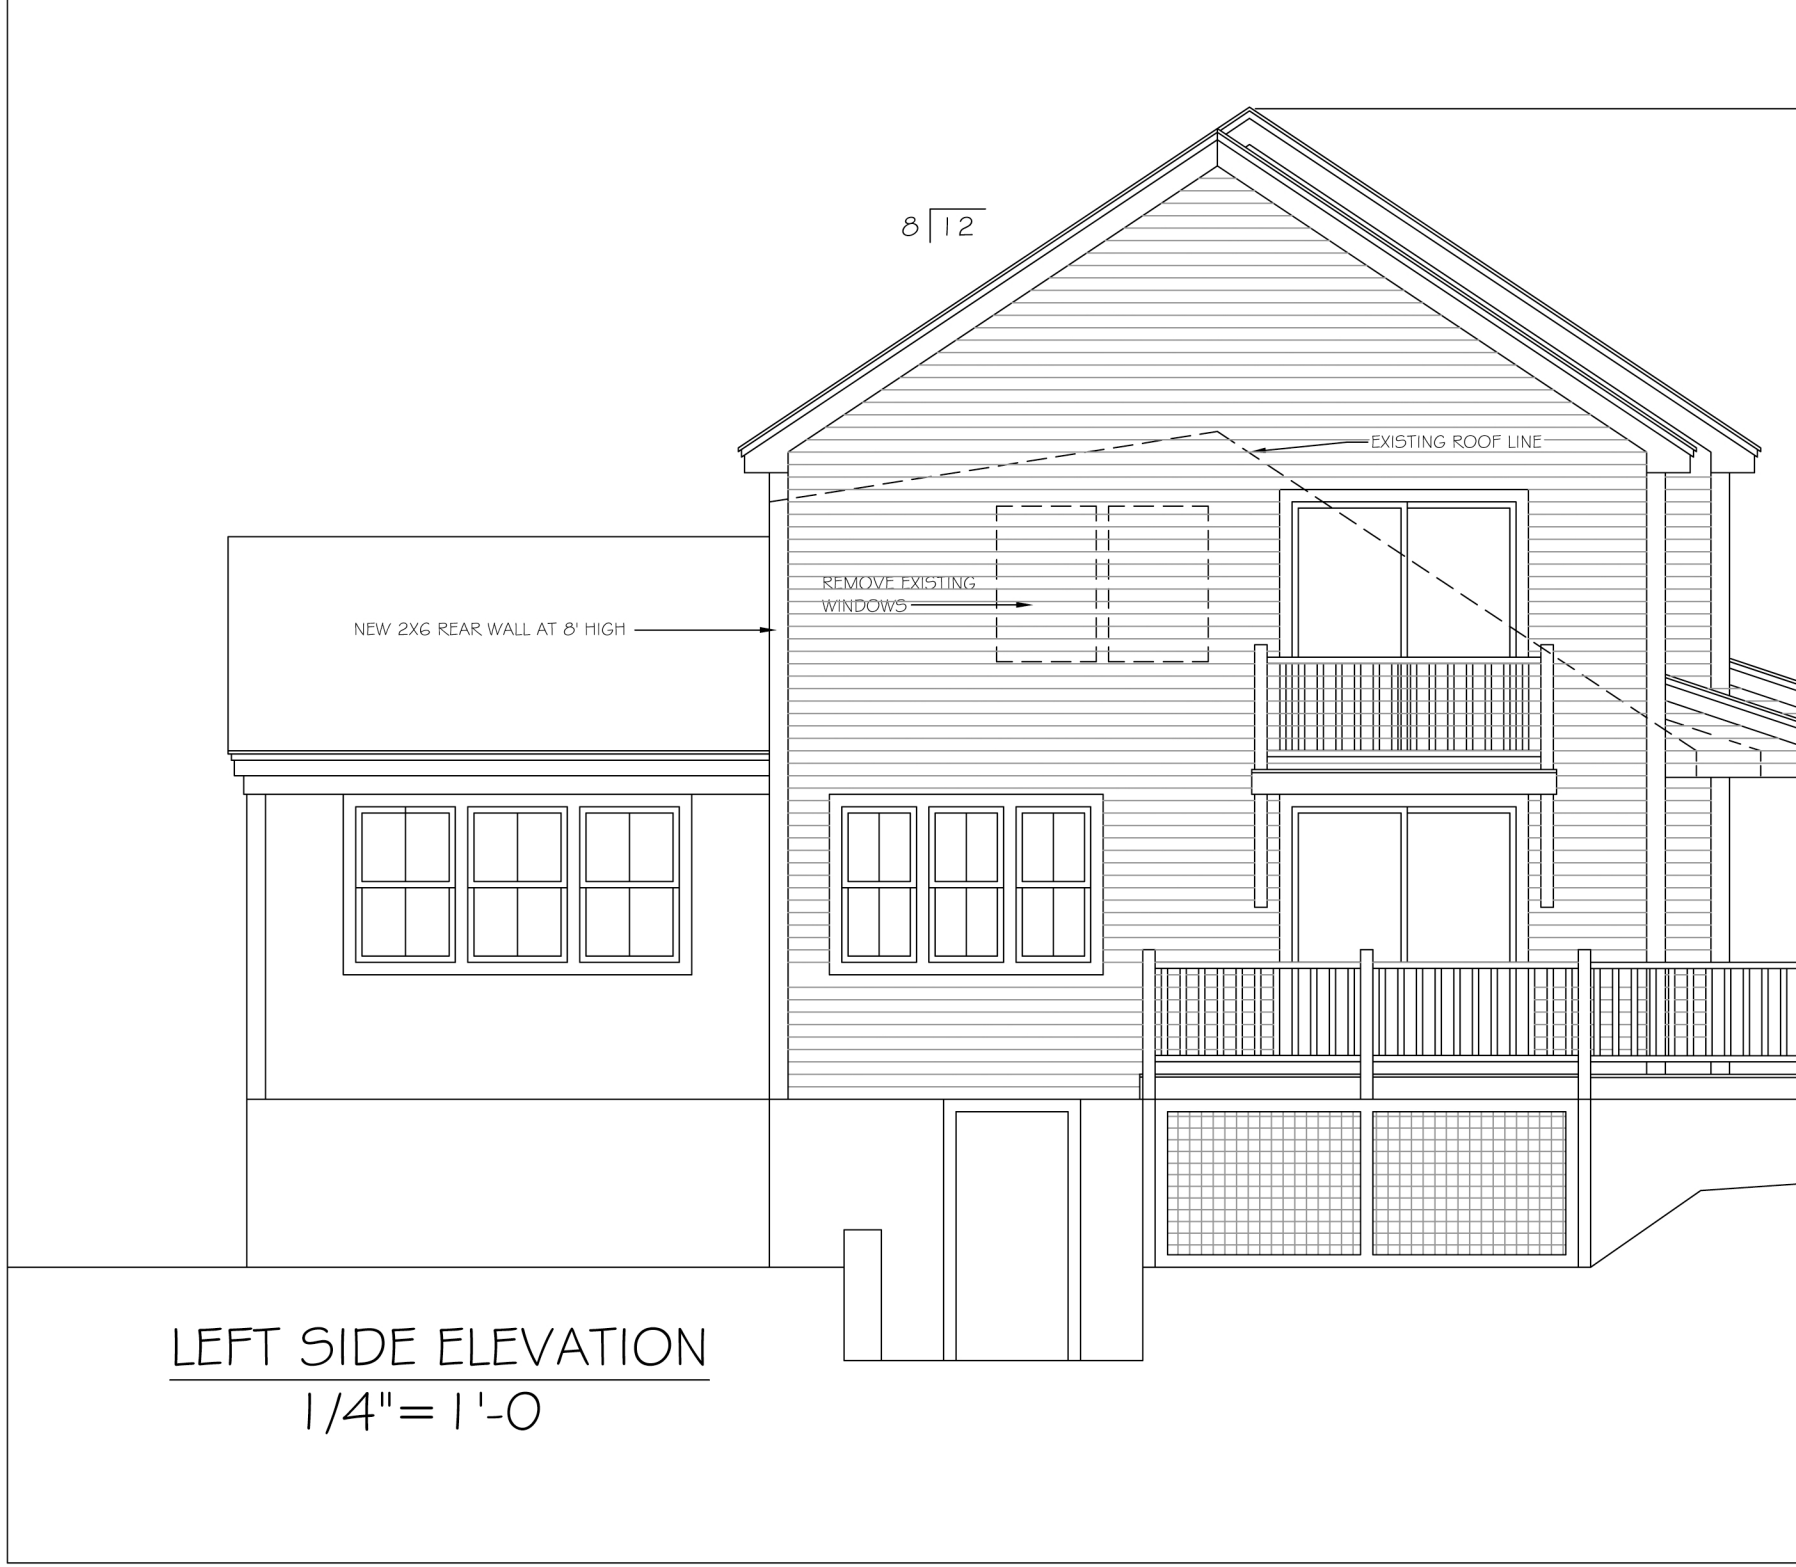 8 12
EXISTING ROOF LINE
REMOVE EXISTING
WINDOWS
NEW 2X6 REAR WALL AT 8' HIGH
LEFT SIDE ELEVATION
1/4"= 1'-0